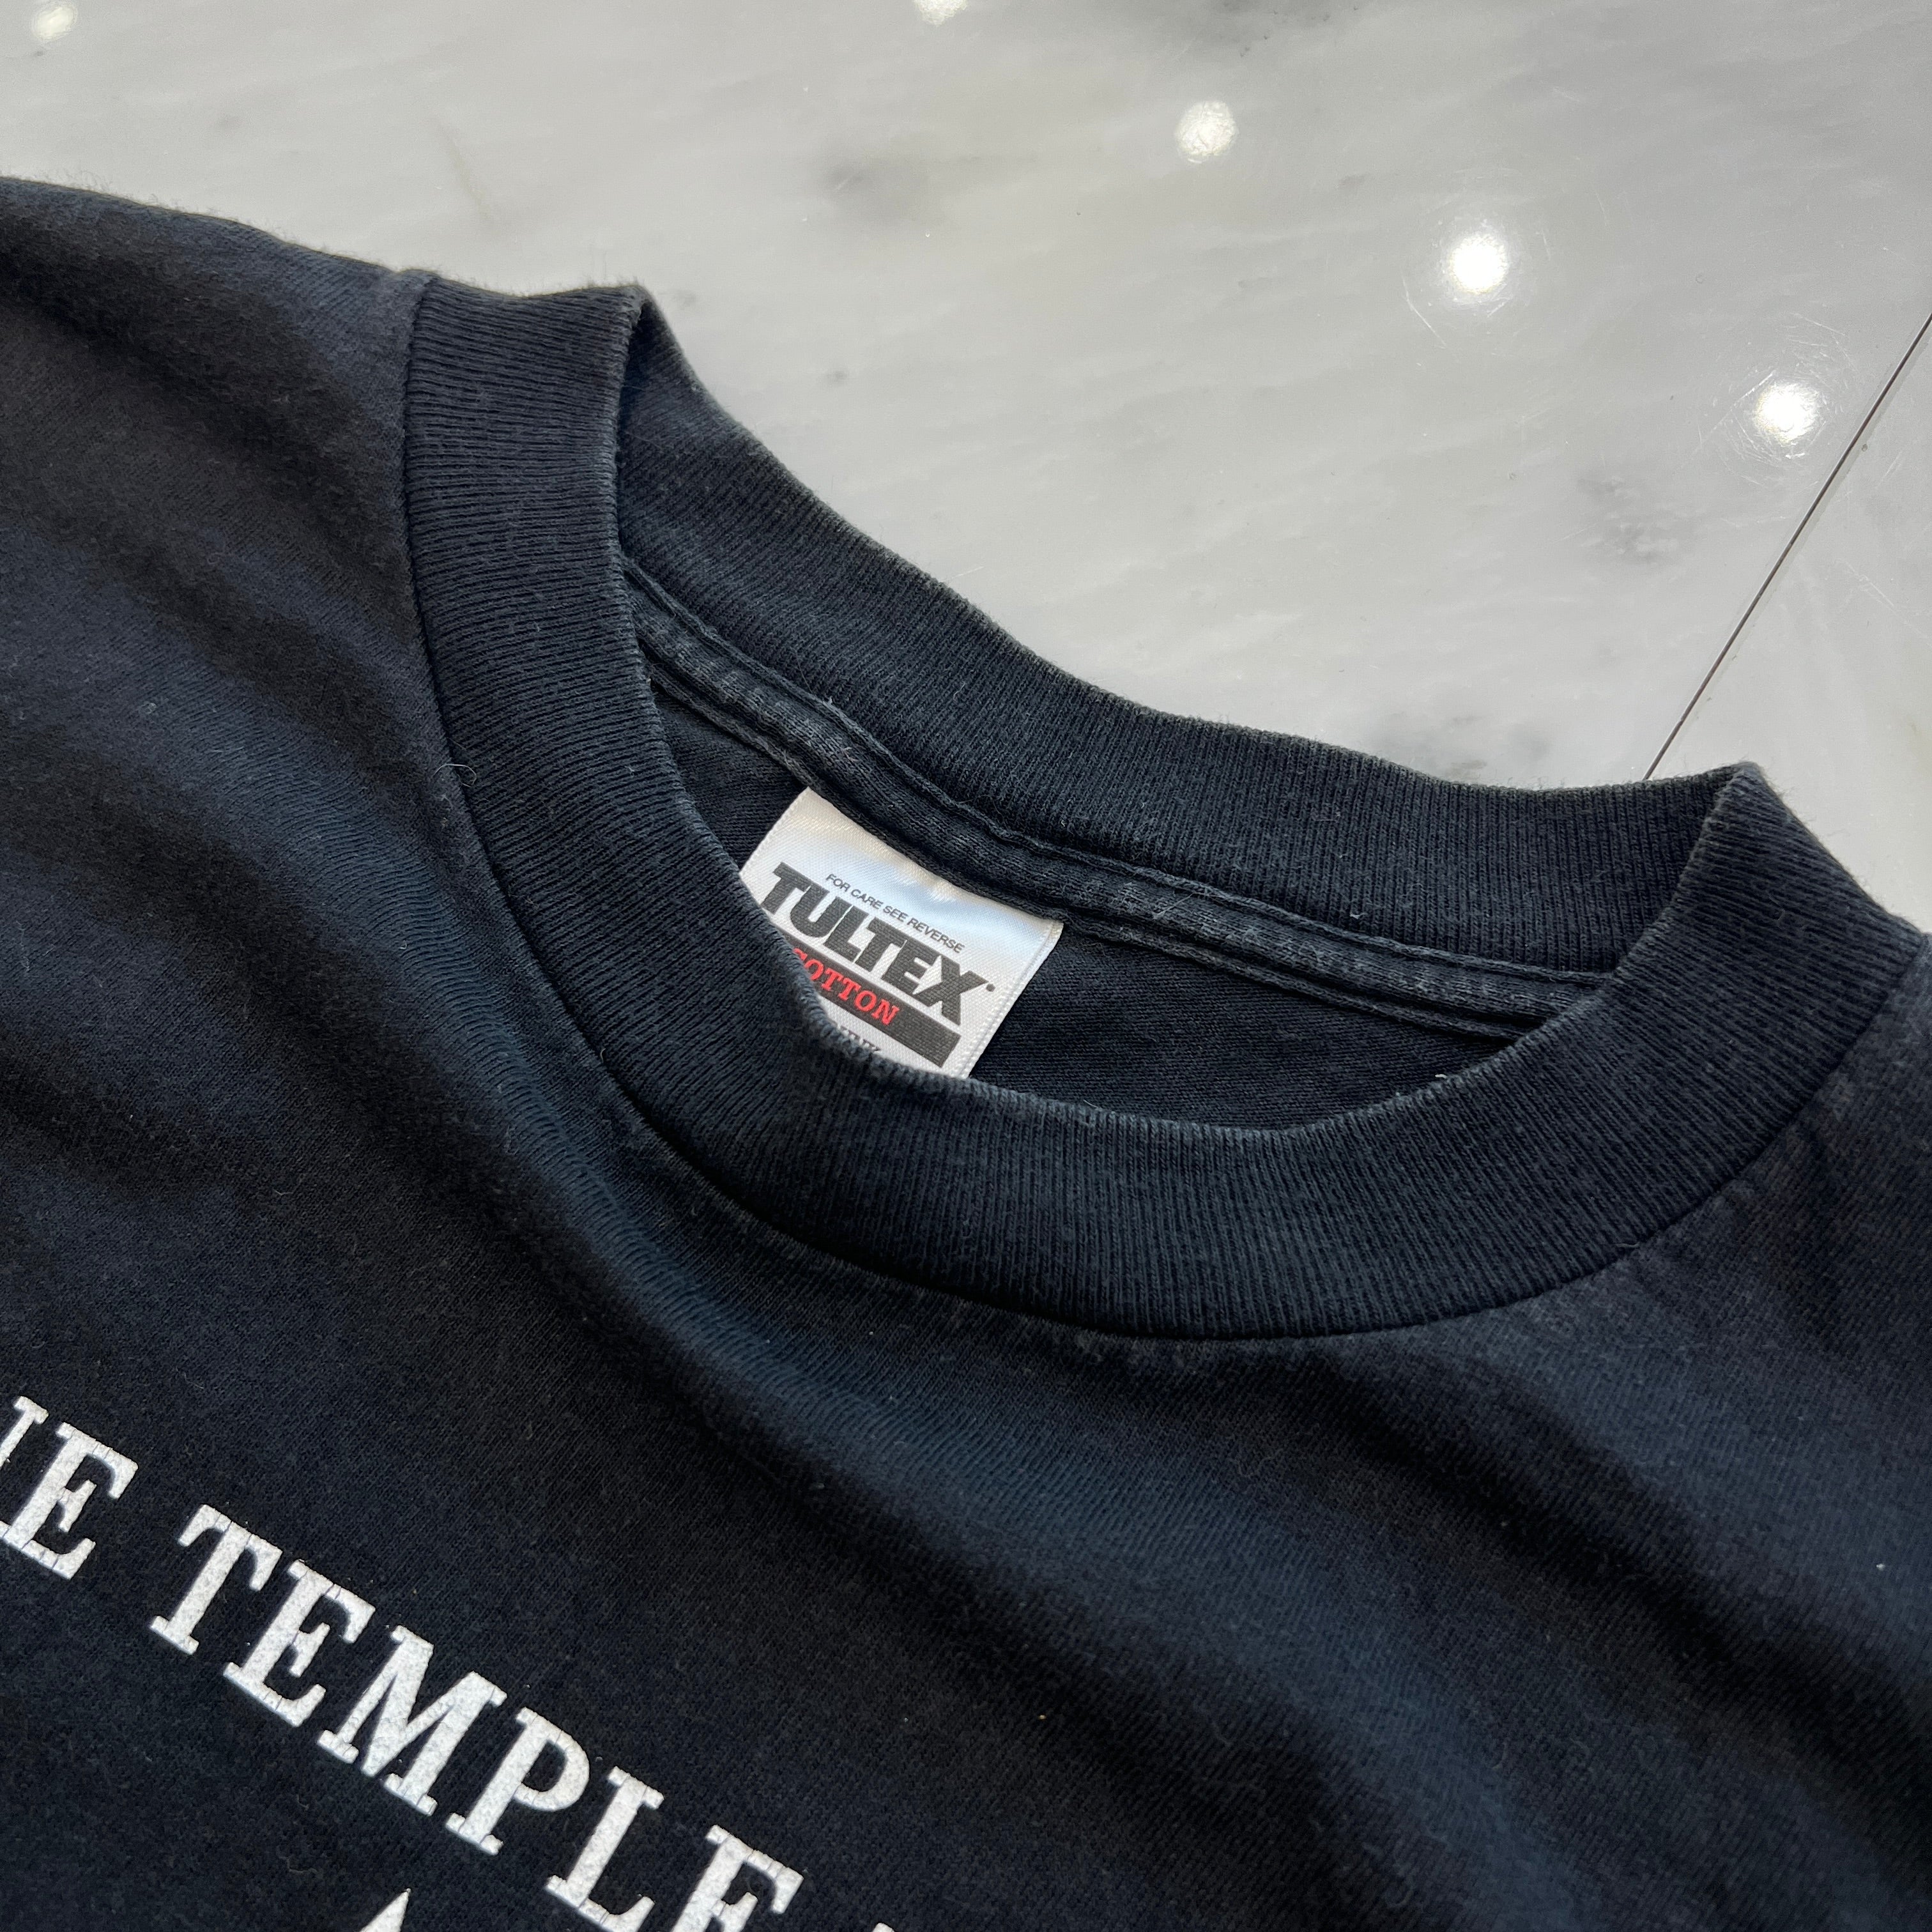 FOR CARE SEE REVERSE
TULTEX
COTTON
TEMPLE